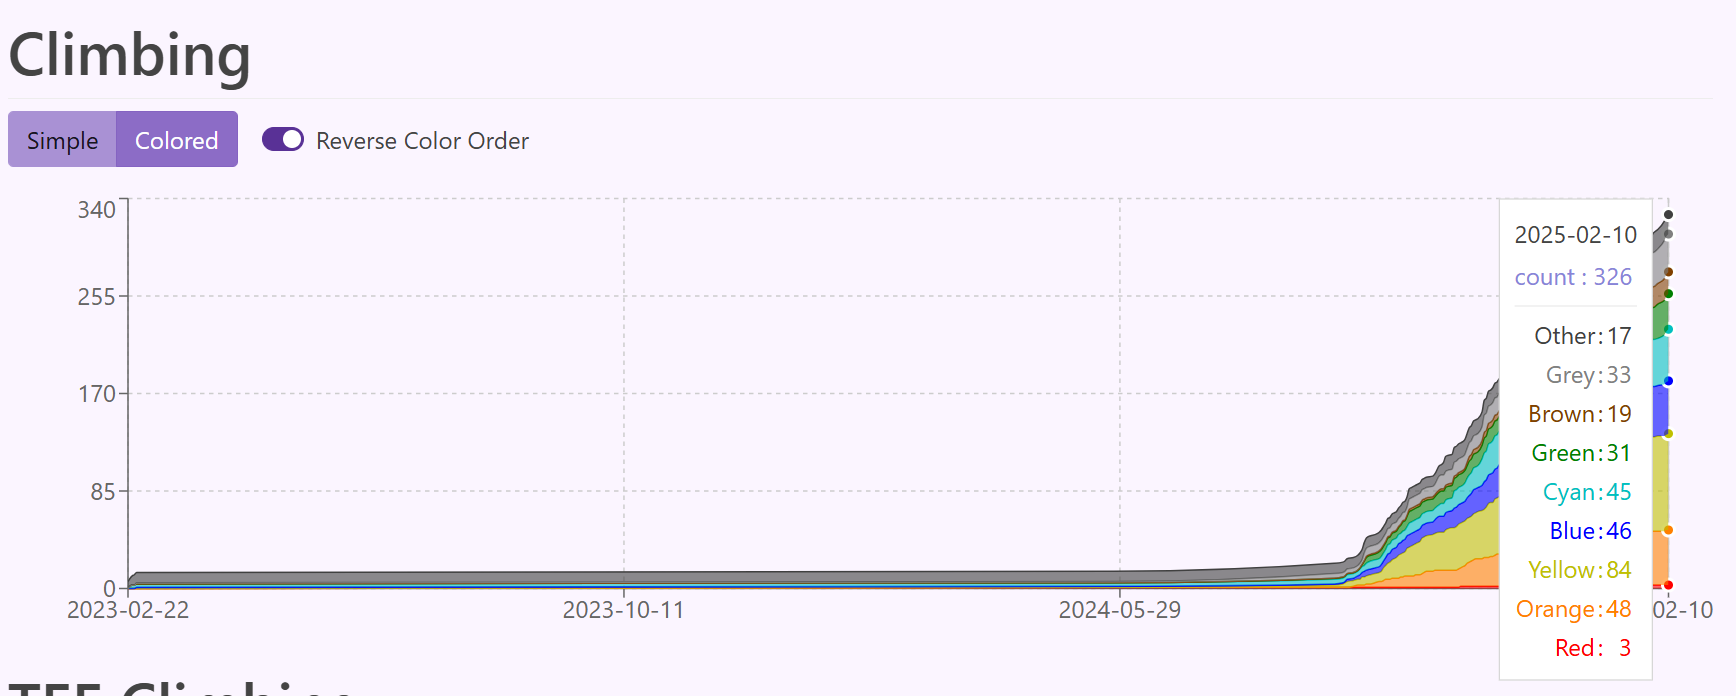 Climbing
Simple Colored Reverse Color Order
340
255
170
85
0
2023-02-22 2023-10-11 2024-05-29 02-10
2025-02-10
count : 326
Other: 17
Grey: 33
Brown: 19
Green: 31
Cyan: 45
Blue: 46
Yellow: 84
Orange: 48
Red: 3
Climbing